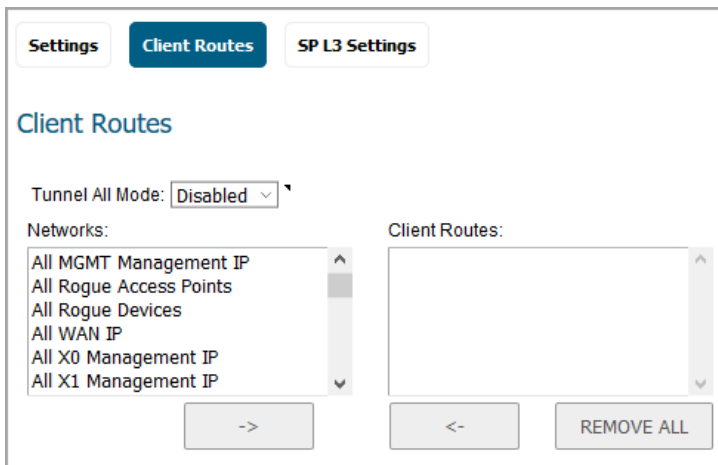 Settings Client Routes SP L3 Settings
Client Routes
Tunnel All Mode: Disabled
Networks: Client Routes:
All MGMT Management IP
All Rogue Access Points
All Rogue Devices
All WAN IP
All X0 Management IP
All X1 Management IP
-> <- REMOVE ALL